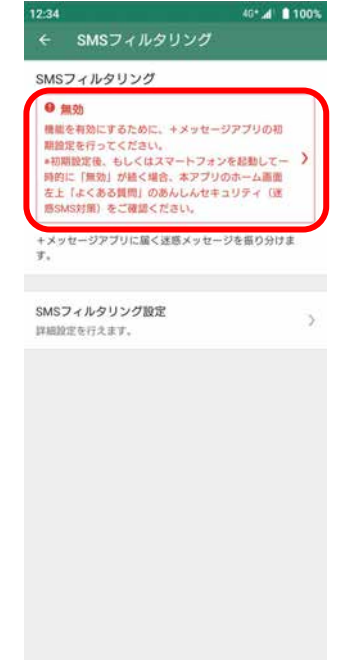 12:34 4G+ 100%
← SMSフィルタリング
SMSフィルタリング
無効
機能を有効にするために、+メッセージアプリの初
期設定を行ってください。
※初期設定後、もしくはスマートフォンを起動して一
時的に「無効」が続く場合、本アプリのホーム画面
左上「よくある質問」のあんしんセキュリティ（迷
惑SMS対策）をご確認ください。
+メッセージアプリに届く迷惑メッセージを振り分けま
す。
SMSフィルタリング設定
詳細設定を行えます。